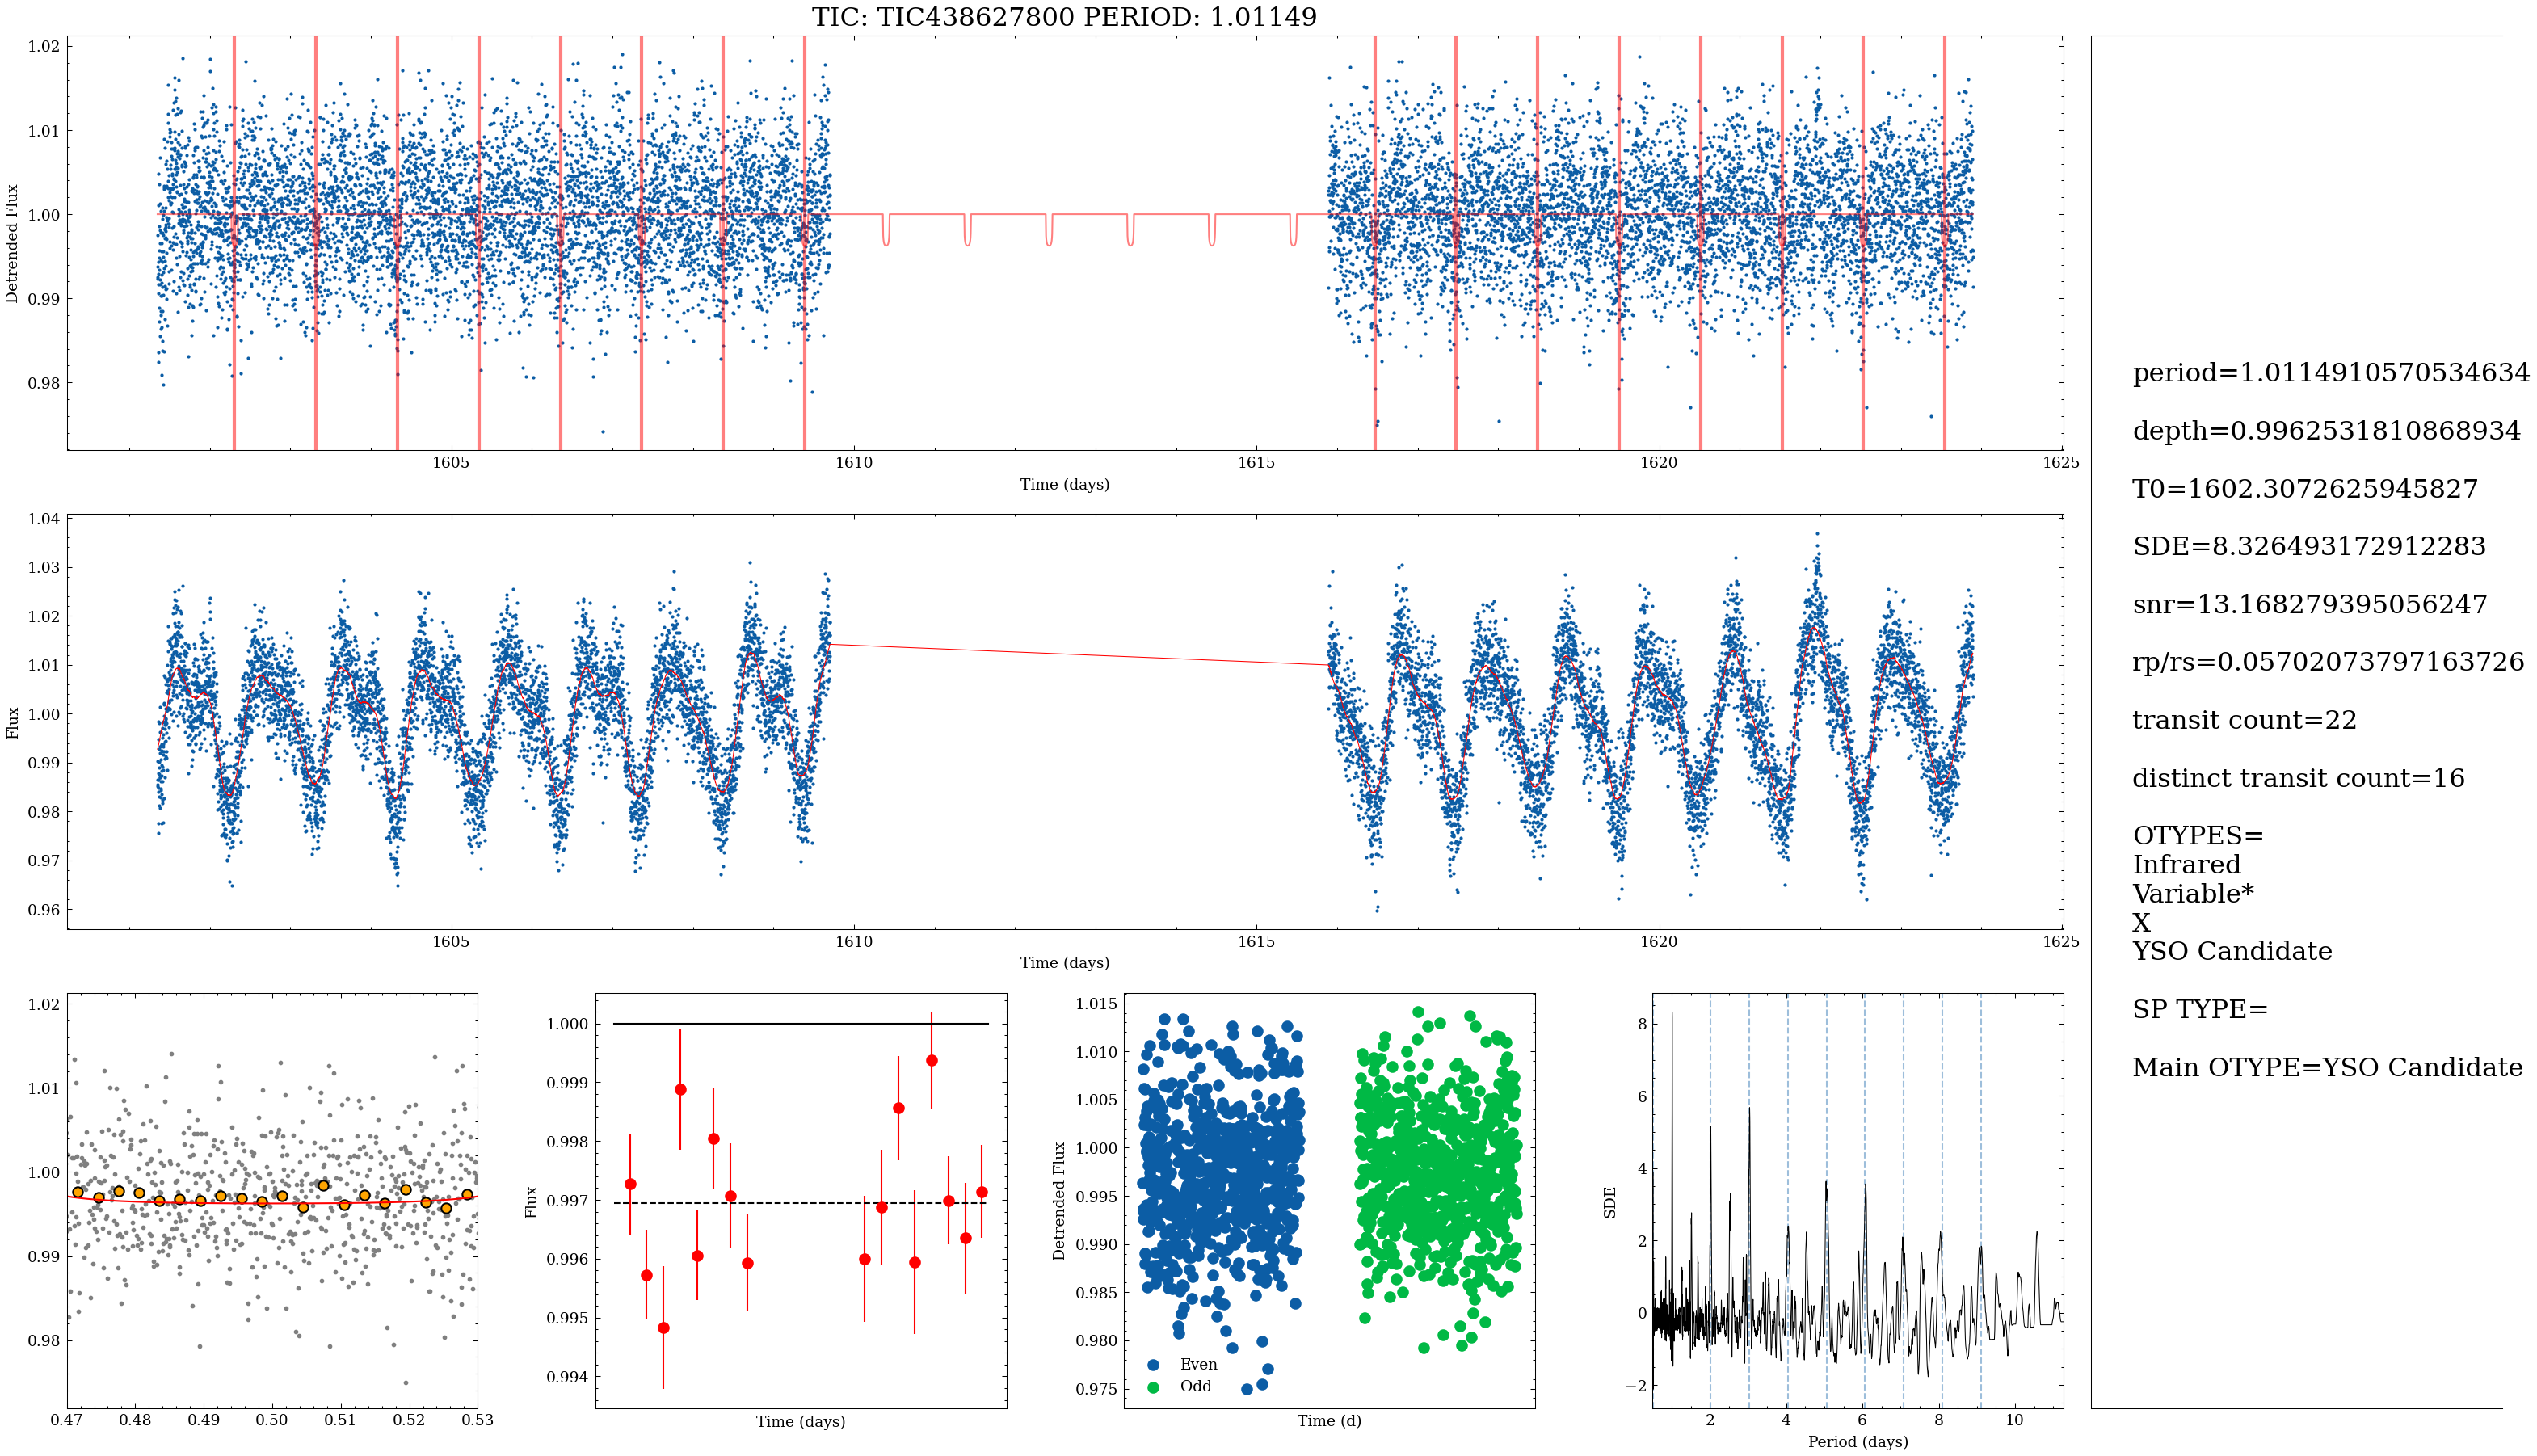 TIC: TIC438627800 PERIOD: 1.01149
1.02
1.01
1.00
0.99
0.98
Detrended Flux
1605
1610
1615
1620
1625
Time (days)
1.04
1.03
1.02
1.01
1.00
0.99
0.98
0.97
0.96
Flux
1605
1610
1615
1620
1625
Time (days)
1.02
1.01
1.00
0.99
0.98
0.47
0.48
0.49
0.50
0.51
0.52
0.53
1.000
0.999
0.998
0.997
0.996
0.995
0.994
Flux
Time (days)
1.015
1.010
1.005
1.000
0.995
0.990
0.985
0.980
0.975
Detrended Flux
Even
Odd
Time (d)
8
6
4
2
0
−2
SDE
2
4
6
8
10
Period (days)
period=1.0114910570534634
depth=0.9962531810868934
T0=1602.3072625945827
SDE=8.326493172912283
snr=13.168279395056247
rp/rs=0.05702073797163726
transit count=22
distinct transit count=16
OTYPES=
Infrared
Variable*
X
YSO Candidate
SP TYPE=
Main OTYPE=YSO Candidate